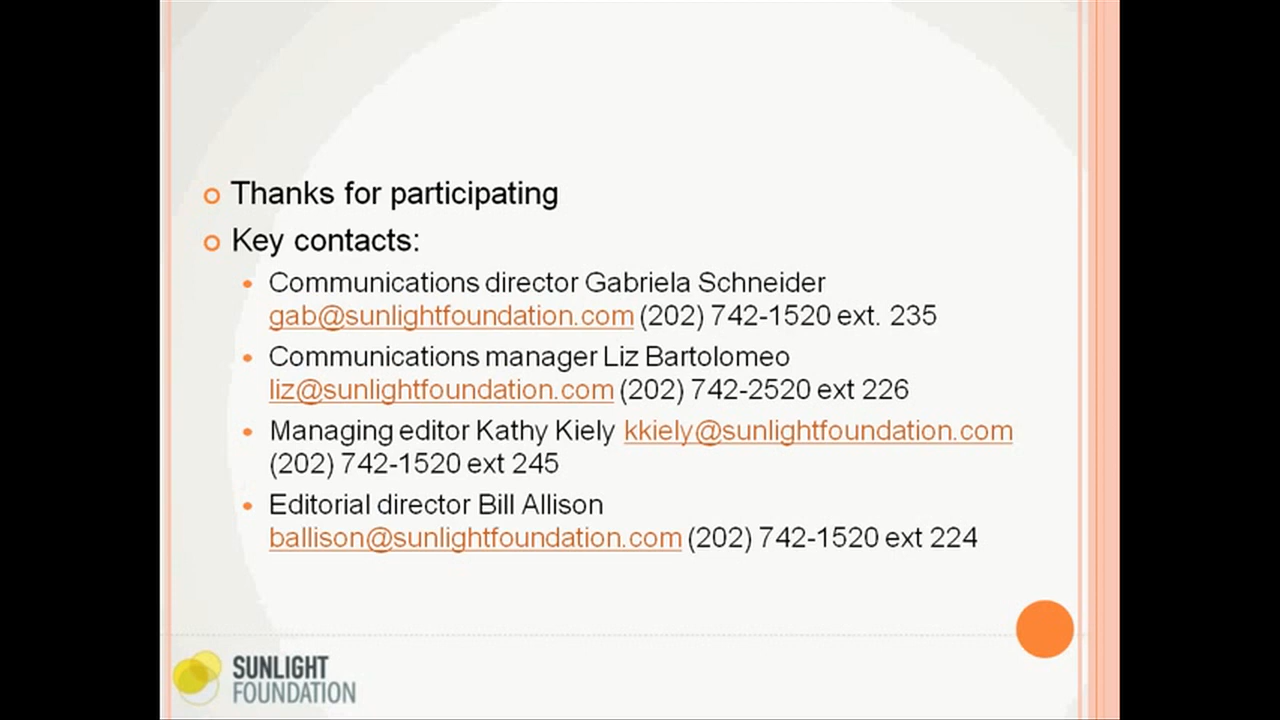 Thanks for participating
Key contacts:
Communications director Gabriela Schneider
gab@sunlightfoundation.com (202) 742-1520 ext. 235
Communications manager Liz Bartolomeo
liz@sunlightfoundation.com (202) 742-2520 ext 226
Managing editor Kathy Kiely kkiely@sunlightfoundation.com
(202) 742-1520 ext 245
Editorial director Bill Allison
ballison@sunlightfoundation.com (202) 742-1520 ext 224
SUNLIGHT
FOUNDATION